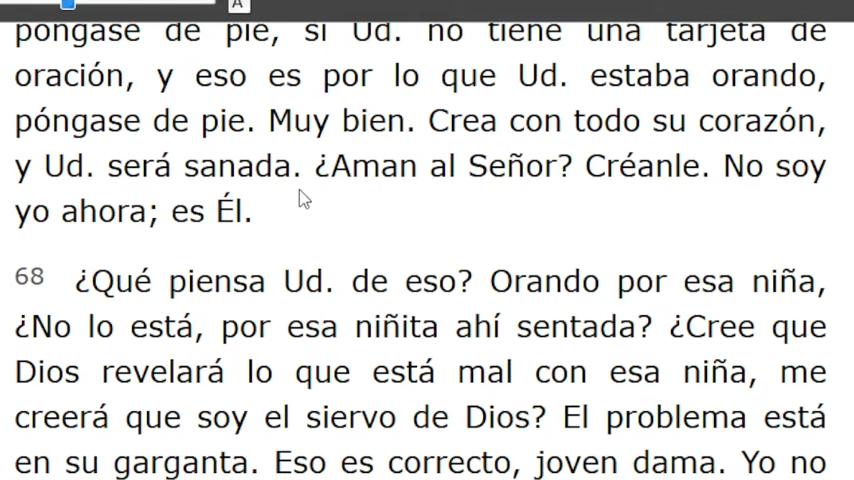 A
póngase de pie, si Ud. no tiene una tarjeta de
oración, y eso es por lo que Ud. estaba orando,
póngase de pie. Muy bien. Crea con todo su corazón,
y Ud. será sanada. ¿Aman al Señor? Créanle. No soy
yo ahora; es Él.
68 ¿Qué piensa Ud. de eso? Orando por esa niña,
¿No lo está, por esa niñita ahí sentada? ¿Cree que
Dios revelará lo que está mal con esa niña, me
creerá que soy el siervo de Dios? El problema está
en su garganta. Eso es correcto, joven dama. Yo no